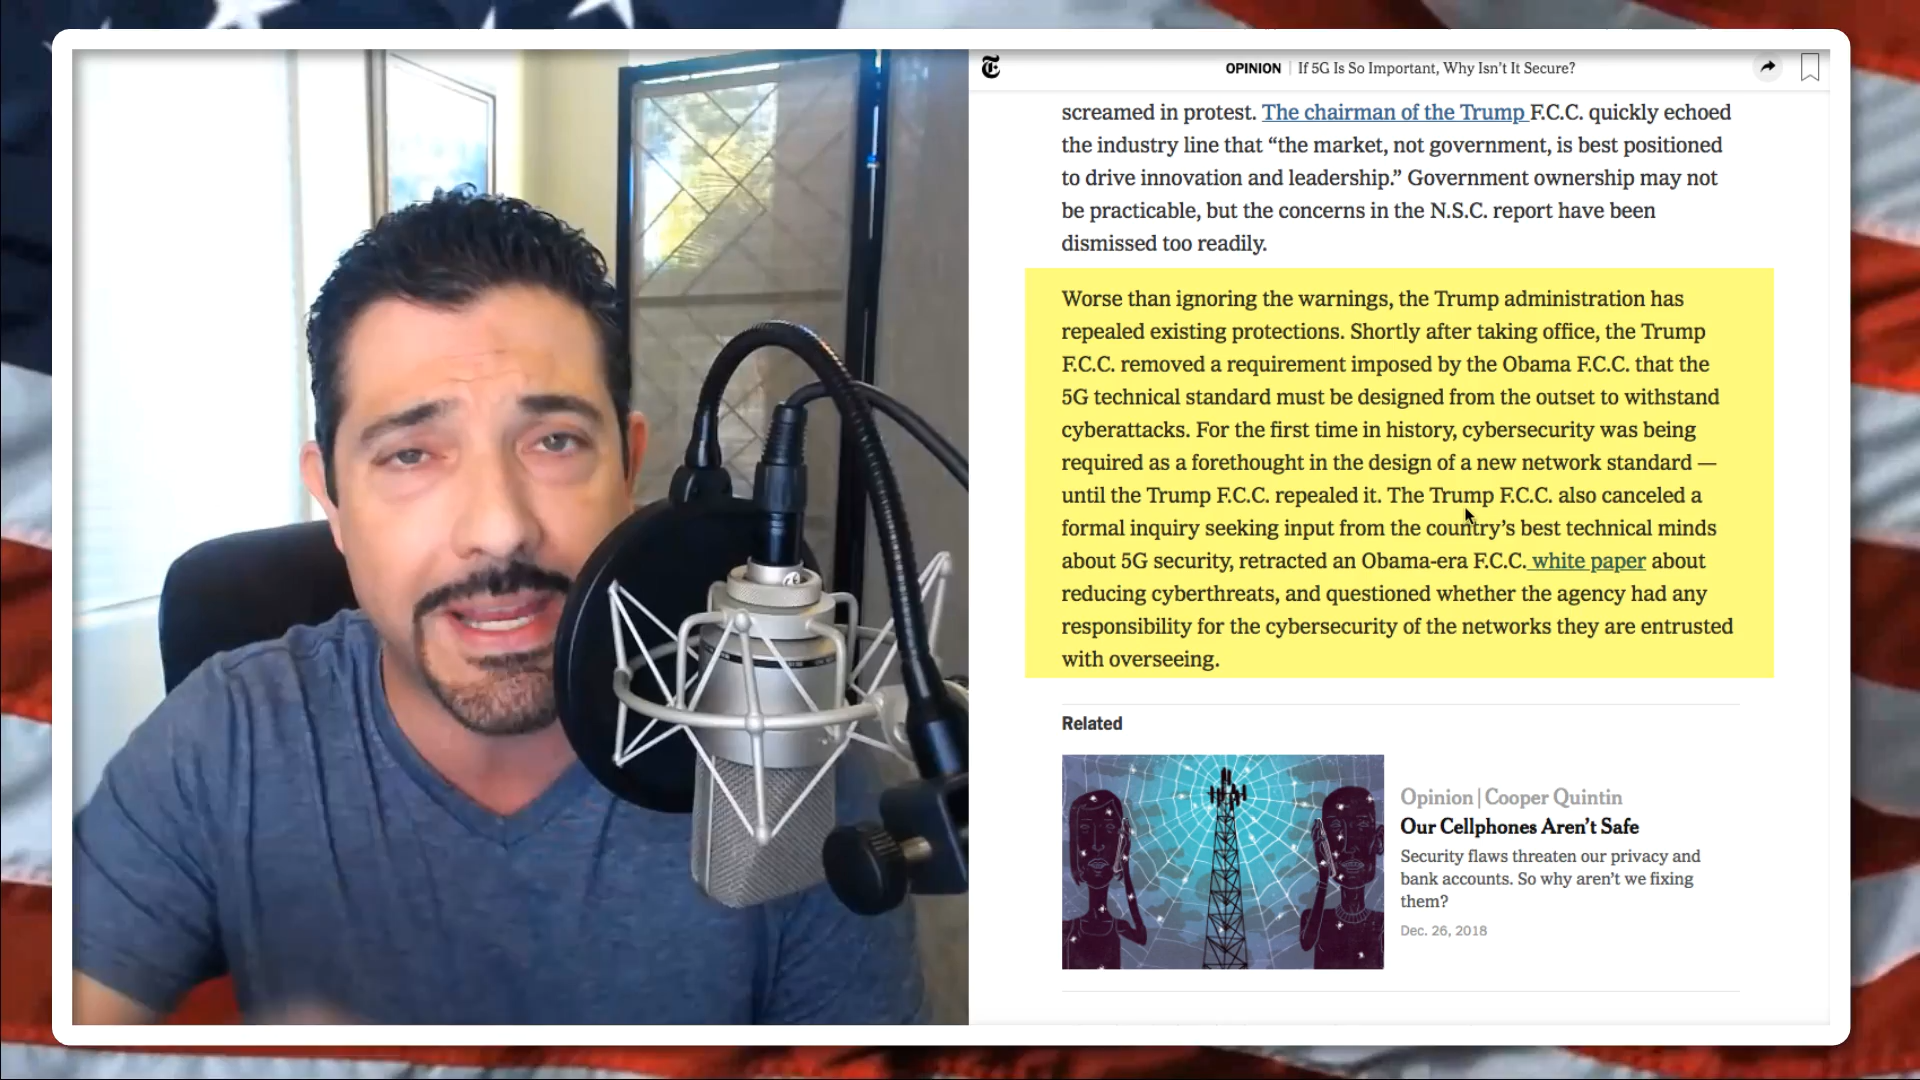 OPINION | If 5G Is So Important, Why Isn't It Secure?
screamed in protest. The chairman of the Trump F.C.C. quickly echoed
the industry line that “the market, not government, is best positioned
to drive innovation and leadership.” Government ownership may not
be practicable, but the concerns in the N.S.C. report have been
dismissed too readily.
Worse than ignoring the warnings, the Trump administration has
repealed existing protections. Shortly after taking office, the Trump
F.C.C. removed a requirement imposed by the Obama F.C.C. that the
5G technical standard must be designed from the outset to withstand
cyberattacks. For the first time in history, cybersecurity was being
required as a forethought in the design of a new network standard —
until the Trump F.C.C. repealed it. The Trump F.C.C. also canceled a
formal inquiry seeking input from the country’s best technical minds
about 5G security, retracted an Obama-era F.C.C. white paper about
reducing cyberthreats, and questioned whether the agency had any
responsibility for the cybersecurity of the networks they are entrusted
with overseeing.
Related
Opinion | Cooper Quintin
Our Cellphones Aren’t Safe
Security flaws threaten our privacy and
bank accounts. So why aren’t we fixing
them?
Dec. 26, 2018